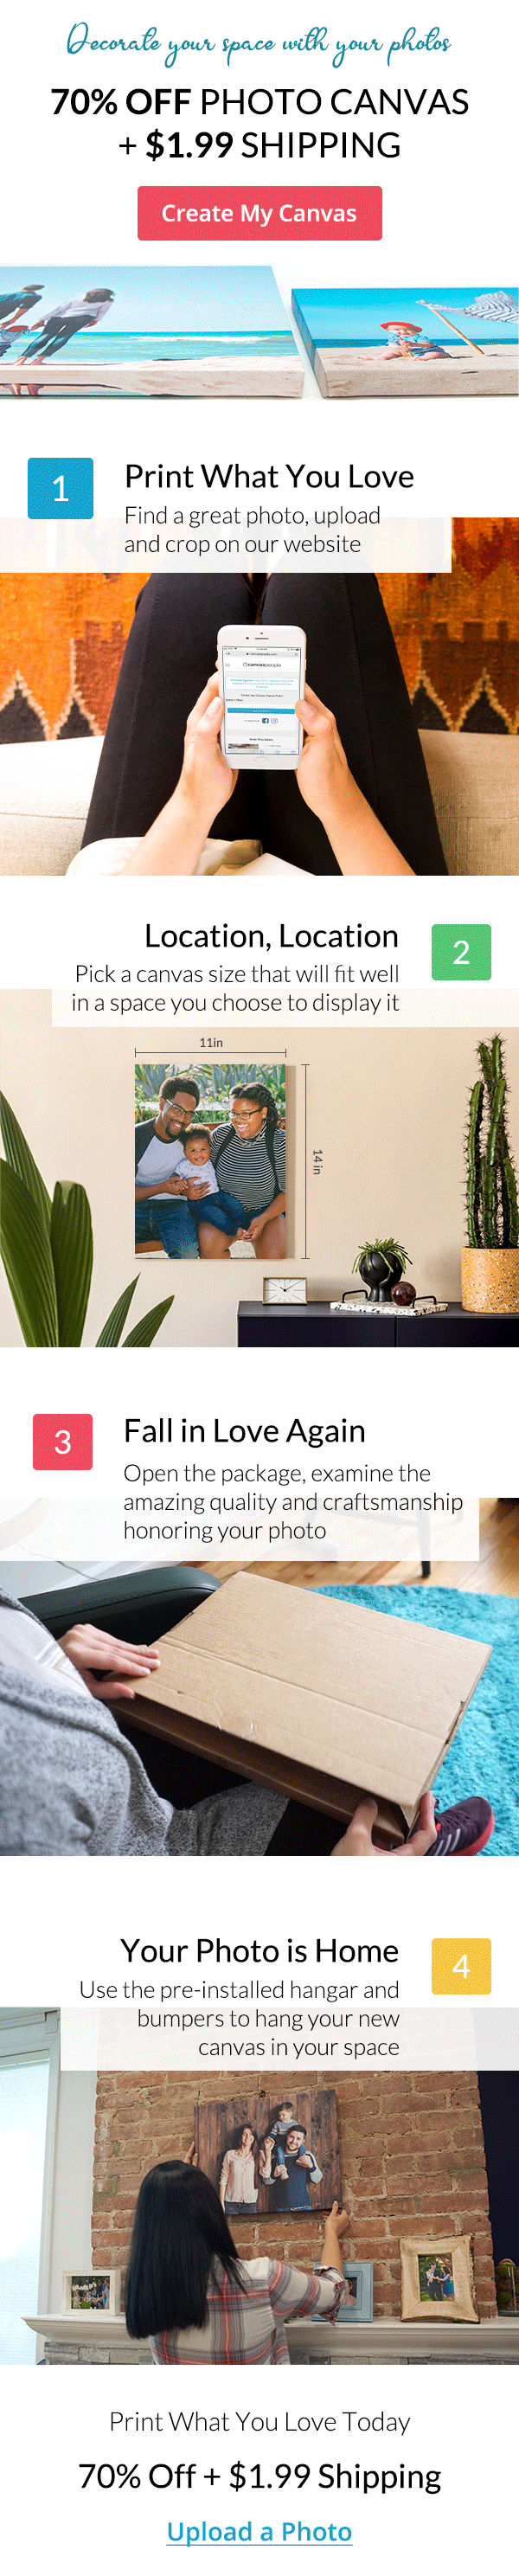 Decorate your space with your photos
70% OFF PHOTO CANVAS
+ $1.99 SHIPPING
Create My Canvas
1
Print What You Love
Find a great photo, upload
and crop on our website
canvaspeople
Location, Location
2
Pick a canvas size that will fit well
in a space you choose to display it
11in
14 in
3
Fall in Love Again
Open the package, examine the
amazing quality and craftsmanship
honoring your photo
Your Photo is Home
4
Use the pre-installed hangar and
bumpers to hang your new
canvas in your space
Print What You Love Today
70% Off + $1.99 Shipping
Upload a Photo